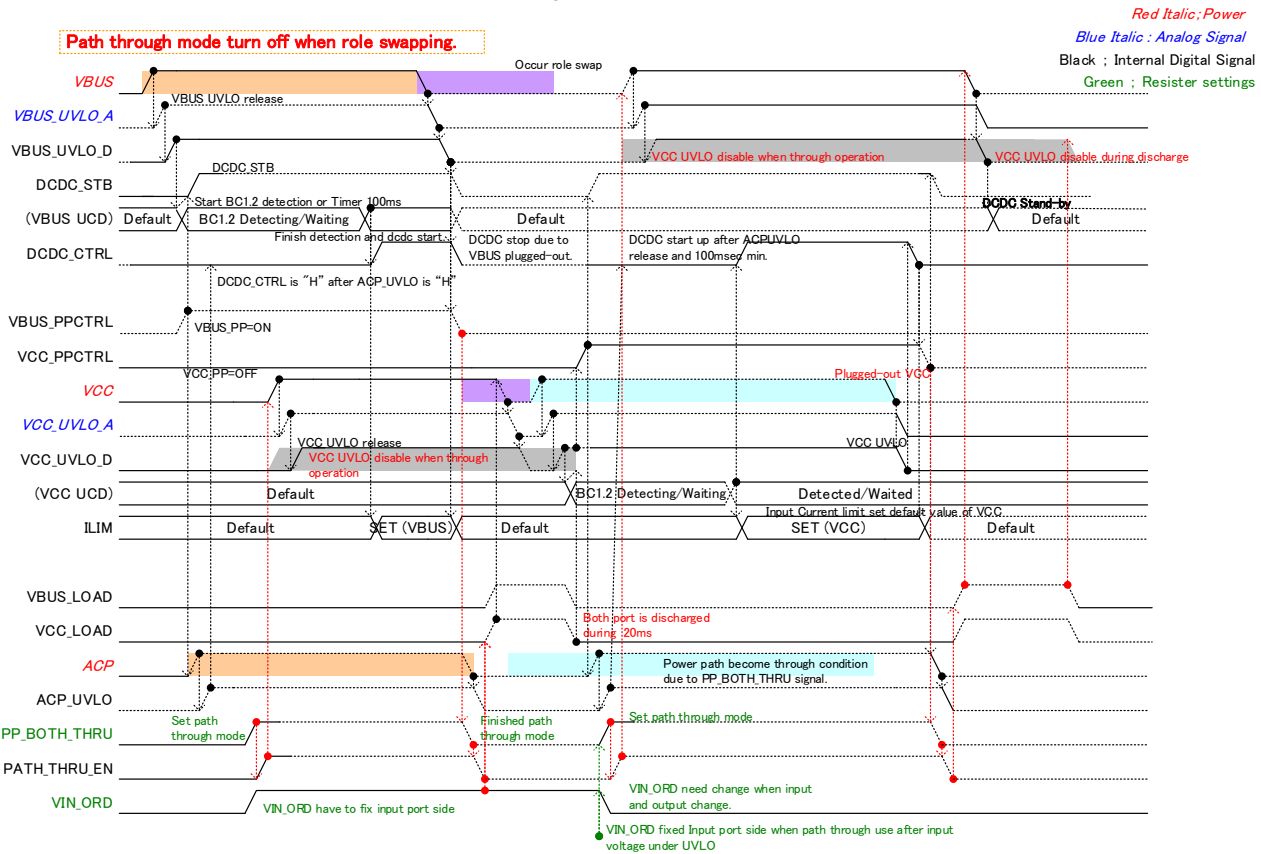 Red Italic;Power
Path through mode turn off when role swapping.
Blue Italic : Analog Signal
Black ; Internal Digital Signal
Green ; Resister settings
Occur role swap
VBUS
VBUS UVLO release
VBUS_UVLO_A
VBUS_UVLO_D
VCC UVLO disable when through operation
VCC UVLO disable during discharge
DCDC_STB
DCDC_STB
Start BC1.2 detection or Timer 100ms
DCDC Stand-by
(VBUS UCD)
Default
BC1.2 Detecting/Waiting
Default
Default
Finish detection and dcdc start.
DCDC_CTRL
DCDC stop due to
VBUS plugged-out.
DCDC start up after ACPUVLO
release and 100msec min.
DCDC_CTRL is "H" after ACP_UVLO is "H"
VBUS_PPCTRL
VBUS_PP=ON
VCC_PPCTRL
VCC_PP=OFF
Plugged-out VCC
VCC
VCC_UVLO_A
VCC UVLO release
VCC UVLO
VCC_UVLO_D
VCC UVLO disable when through
operation
(VCC UCD)
Default
BC1.2 Detecting/Waiting
Detected/Waited
Input Current limit set default value of VCC
ILIM
Default
SET (VBUS)
Default
SET (VCC)
Default
VBUS_LOAD
VCC_LOAD
Both port is discharged
during 20ms
ACP
Power path become through condition
due to PP_BOTH_THRU signal.
ACP_UVLO
PP_BOTH_THRU
Set path
through mode
Finished path
through mode
Set path through mode
PATH_THRU_EN
VIN_ORD
VIN_ORD have to fix input port side
VIN_ORD need change when input
and output change.
VIN_ORD fixed Input port side when path through use after input
voltage under UVLO